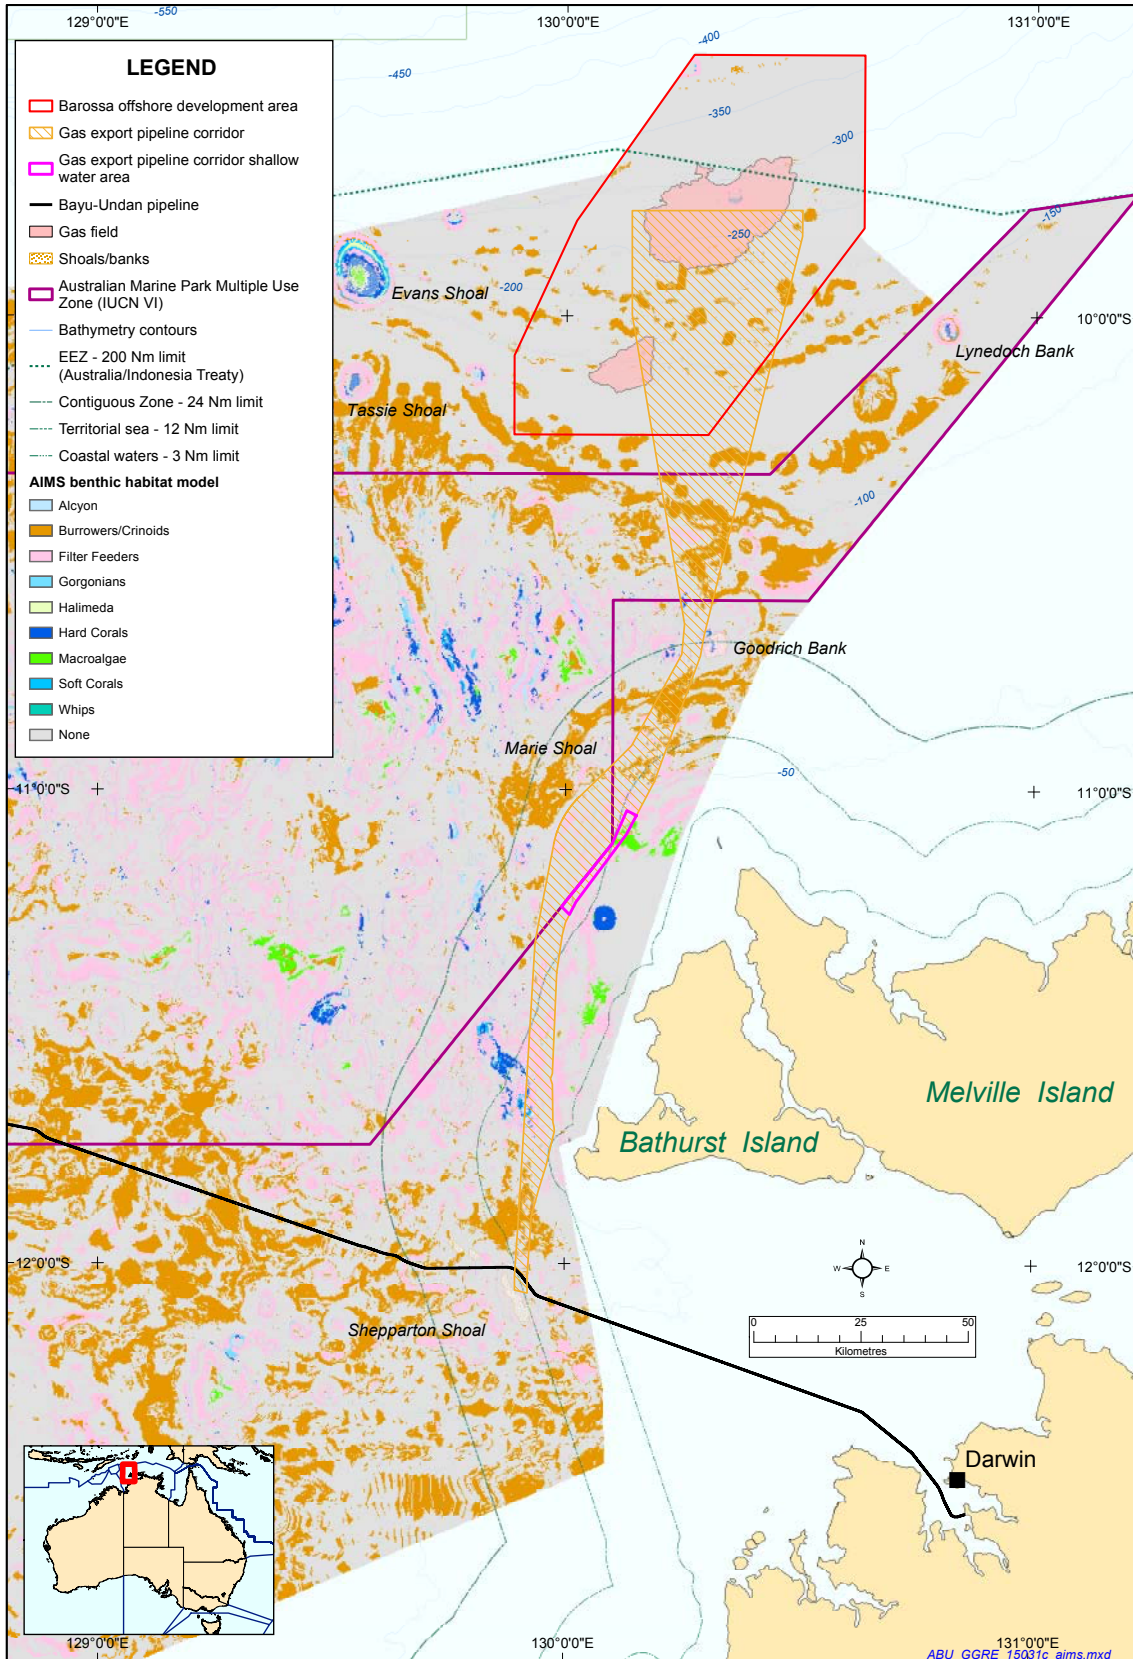 129°0'0"E
130°0'0"E
131°0'0"E
-550
-400
-450
-350
-300
-250
-200
-150
-100
-50
LEGEND
Barossa offshore development area
Gas export pipeline corridor
Gas export pipeline corridor shallow
water area
Bayu-Undan pipeline
Gas field
Shoals/banks
Australian Marine Park Multiple Use
Zone (IUCN VI)
Bathymetry contours
EEZ - 200 Nm limit
(Australia/Indonesia Treaty)
Contiguous Zone - 24 Nm limit
Territorial sea - 12 Nm limit
Coastal waters - 3 Nm limit
AIMS benthic habitat model
Alcyon
Burrowers/Crinoids
Filter Feeders
Gorgonians
Halimeda
Hard Corals
Macroalgae
Soft Corals
Whips
None
Evans Shoal
10°0'0"S
Lynedoch Bank
Tassie Shoal
Goodrich Bank
Marie Shoal
11°0'0"S
11°0'0"S
Melville Island
Bathurst Island
12°0'0"S
12°0'0"S
N
W
E
S
0
25
50
Kilometres
Shepparton Shoal
Darwin
129°0'0"E
130°0'0"E
131°0'0"E
ABU_GGRE_15031c_aims.mxd